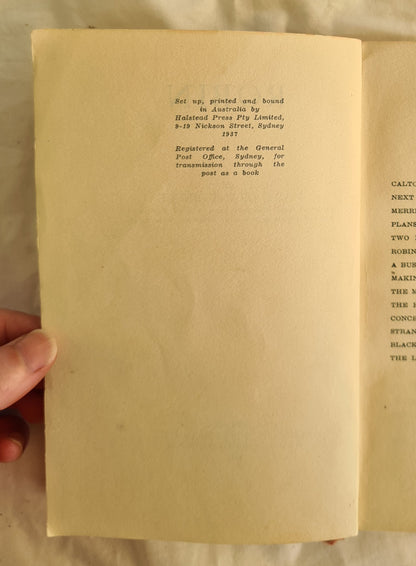 Set up, printed and bound
in Australia by
Halstead Press Pty Limited,
9-19 Nickson Street, Sydney
1937
Registered at the General
Post Office, Sydney, for
transmission through the
post as a book
CALTO
NEXT
MERRI
PLANS
TWO
ROBIN
A BUS
MAKIN
THE M
THE
CONCE
STRAN
BLACK
THE L